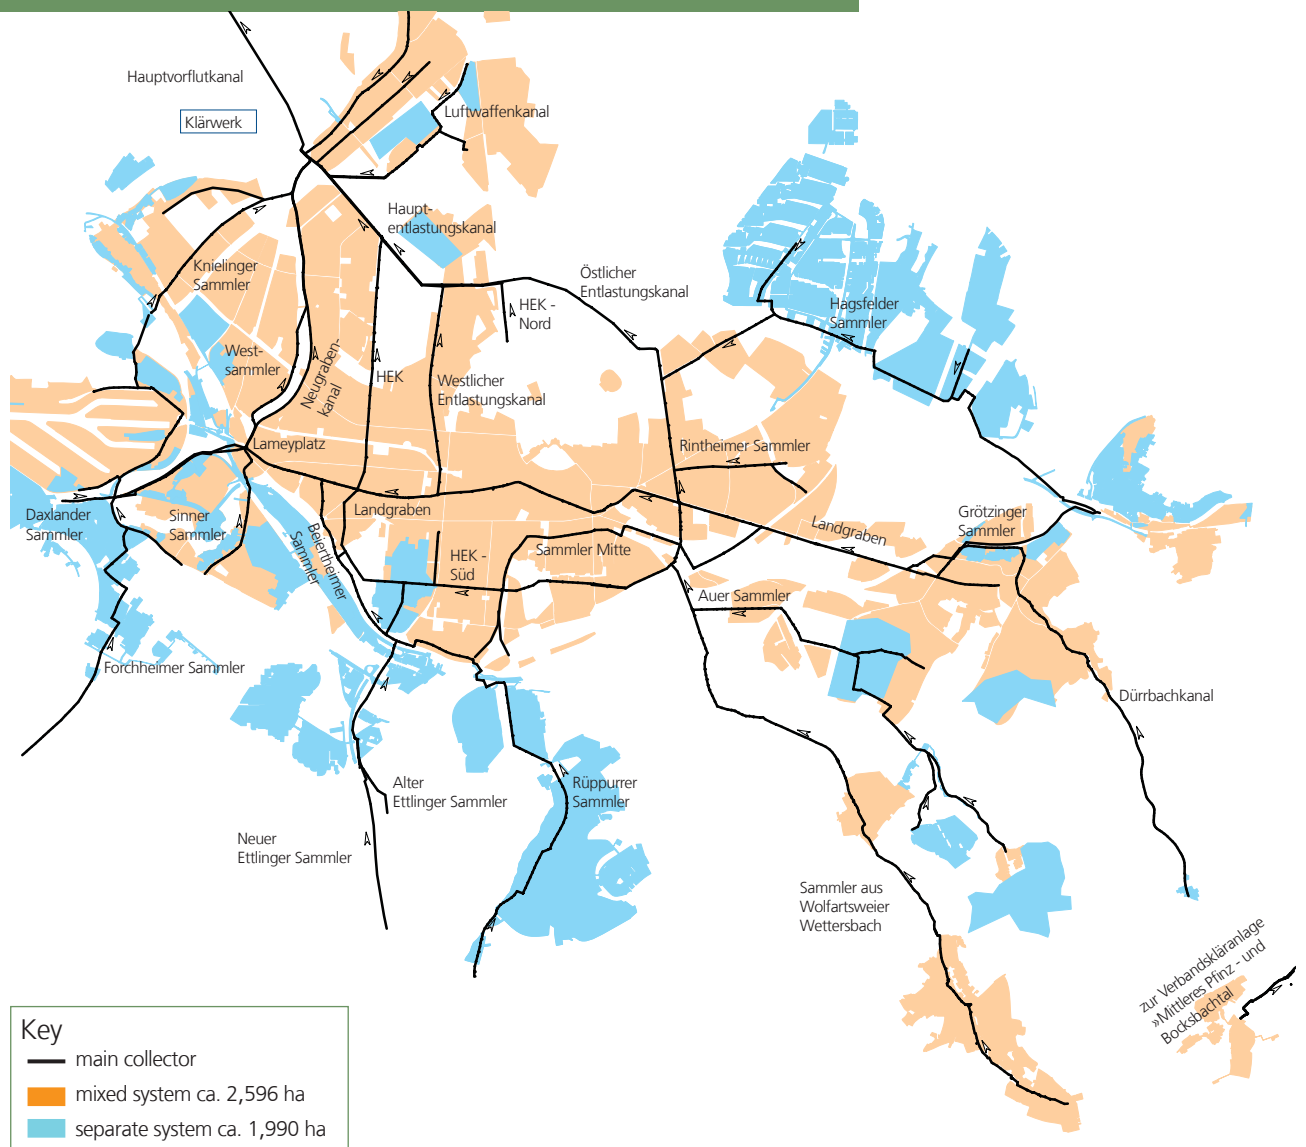 Hauptvorflutkanal
Klärwerk
Luftwaffenkanal
Haupt-
entlastungskanal
Knielinger
Sammler
Östlicher
Entlastungskanal
HEK -
Nord
Hagsfelder
Sammler
West-
sammler
Neugraben-
kanal
HEK
Westlicher
Entlastungskanal
Lameyplatz
Rintheimer Sammler
Daxlander
Sammler
Sinner
Sammler
Beiertheimer
Sammler
Landgraben
HEK -
Süd
Sammler Mitte
Landgraben
Grötzinger
Sammler
Auer Sammler
Forchheimer Sammler
Dürrbachkanal
Alter
Ettlinger Sammler
Rüppurrer
Sammler
Neuer
Ettlinger Sammler
Sammler aus
Wolfartsweier
Wettersbach
zur Verbandskläranlage
»Mittleres Pfinz - und
Bocksbachtal
Key
main collector
mixed system ca. 2,596 ha
separate system ca. 1,990 ha